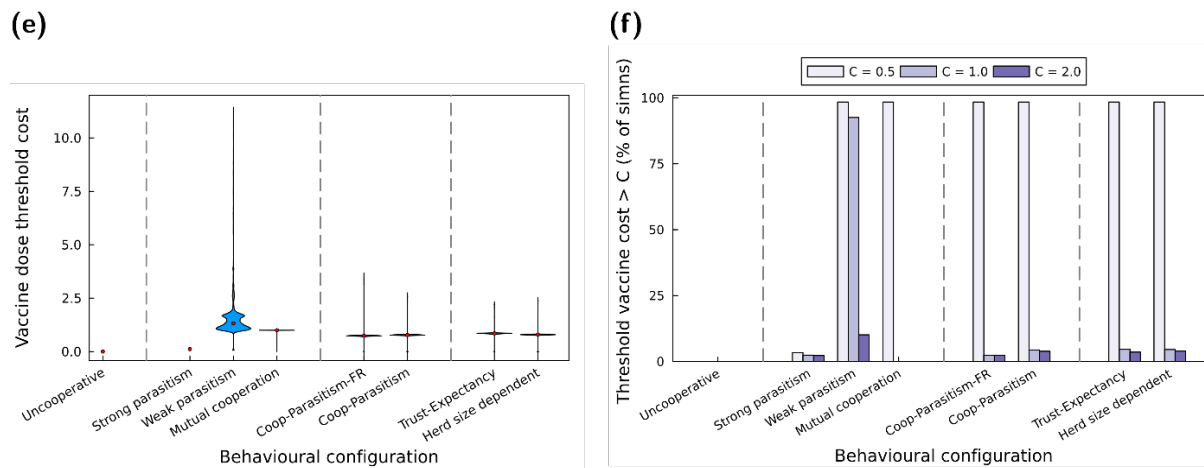 (e)
Vaccine dose threshold cost
10.0
7.5
5.0
2.5
0.0
Uncooperative
Strong parasitism
Weak parasitism
Mutual cooperation
Coop-Parasitism-FR
Coop-Parasitism
Trust-Expectancy
Herd size dependent
Behavioural configuration
(f)
C = 0.5
C = 1.0
C = 2.0
Threshold vaccine cost > C (% of simns)
100
75
50
25
0
Uncooperative
Strong parasitism
Weak parasitism
Mutual cooperation
Coop-Parasitism-FR
Coop-Parasitism
Trust-Expectancy
Herd size dependent
Behavioural configuration